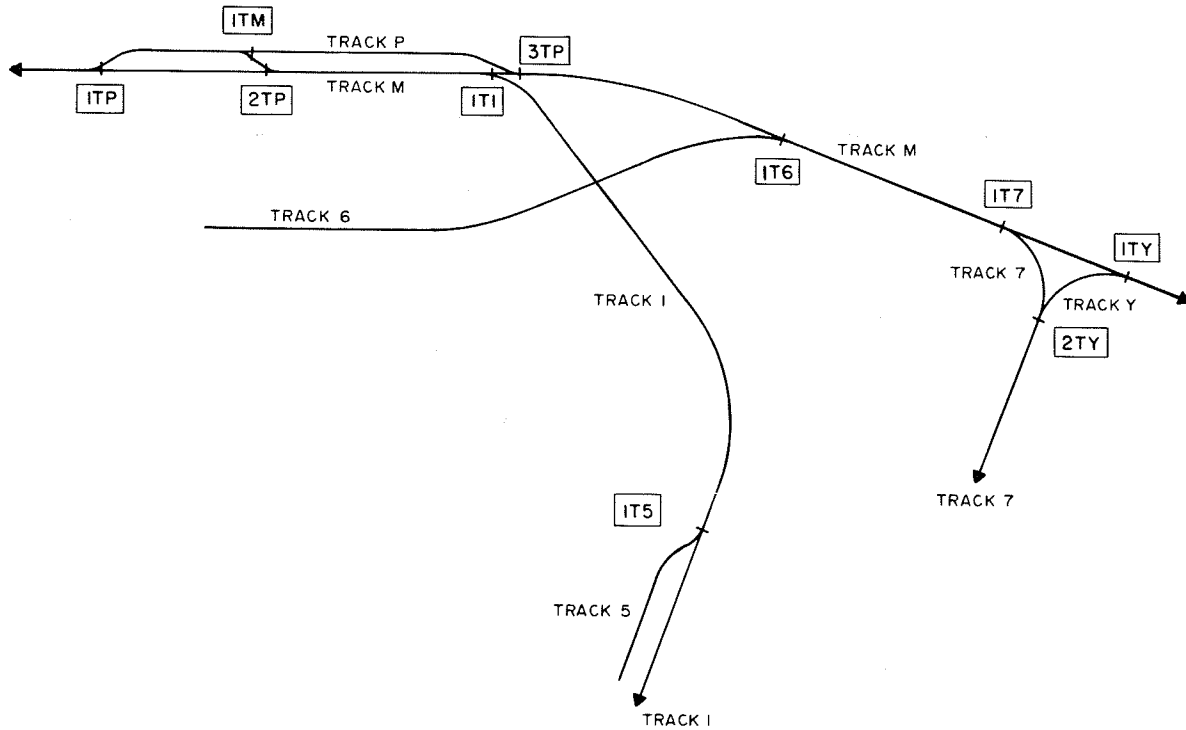 1TM
TRACK P
3TP
1TP
2TP
TRACK M
1T1
TRACK M
1T6
1T7
TRACK 6
1TY
TRACK 7
TRACK Y
TRACK 1
2TY
TRACK 7
1T5
TRACK 5
TRACK 1